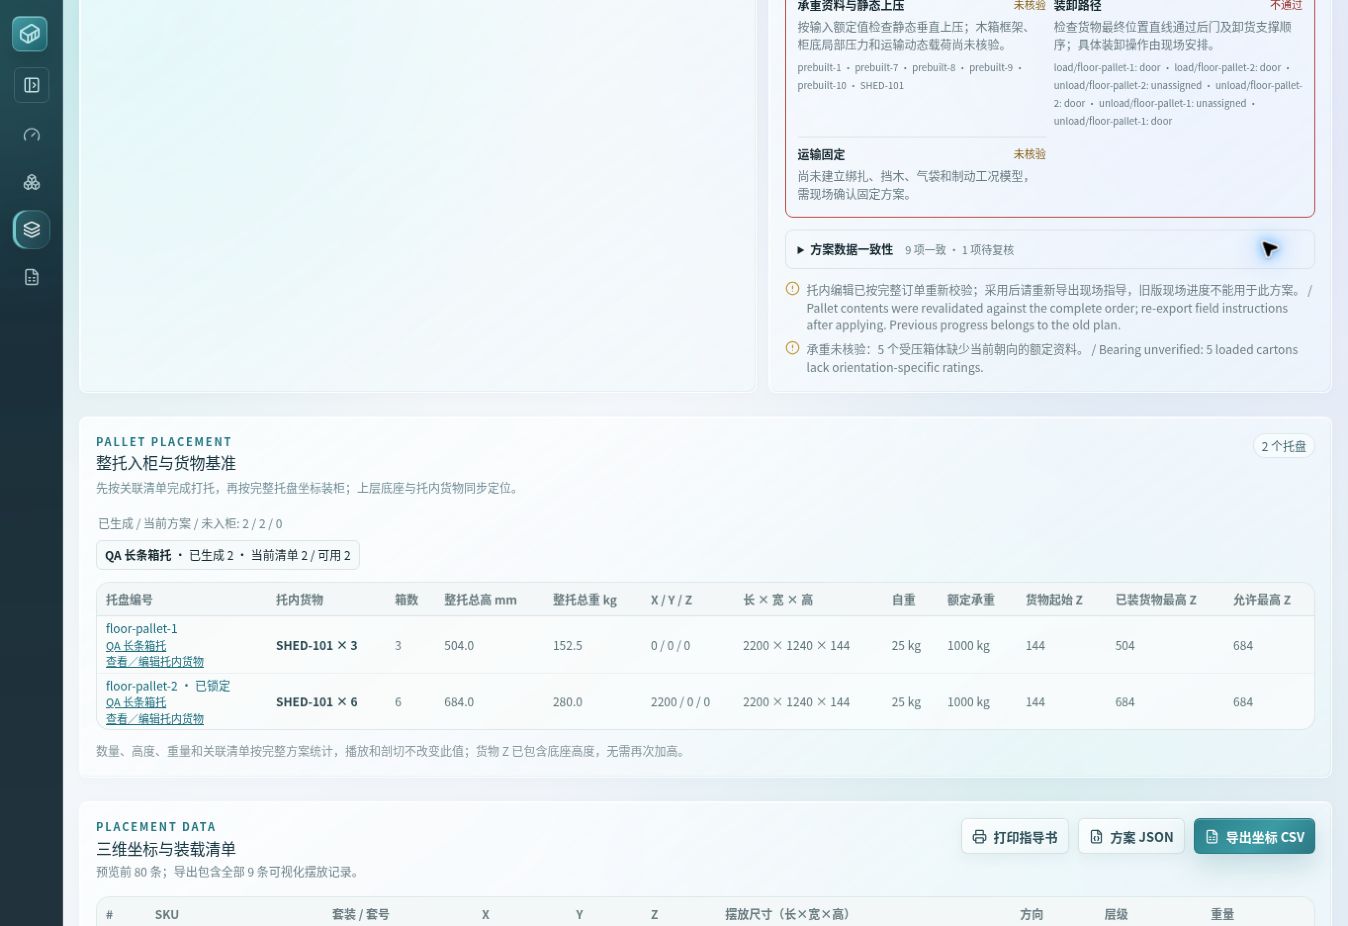 承重资料与静态上压 未核验
按输入额定值检查静态垂直上压；木箱框架、
柜底局部压力和运输动态载荷尚未核验。
prebuilt-1 · prebuilt-7 · prebuilt-8 · prebuilt-9 ·
prebuilt-10 · SHED-101
装卸路径 不通过
检查货物最终位置直线通过后门及卸货支撑顺
序；具体装卸操作由现场安排。
load/floor-pallet-1: door · load/floor-pallet-2: door ·
unload/floor-pallet-2: unassigned · unload/floor-pallet-
2: door · unload/floor-pallet-1: unassigned ·
unload/floor-pallet-1: door
运输固定 未核验
尚未建立绑扎、挡木、气袋和制动工况模型，
需现场确认固定方案。
方案数据一致性 9 项一致 · 1 项待复核
托内编辑已按完整订单重新校验；采用后请重新导出现场指导，旧版现场进度不能用于此方案。 /
Pallet contents were revalidated against the complete order; re-export field instructions
after applying. Previous progress belongs to the old plan.
承重未核验：5 个受压箱体缺少当前朝向的额定资料。 / Bearing unverified: 5 loaded cartons
lack orientation-specific ratings.
PALLET PLACEMENT
整托入柜与货物基准 2 个托盘
先按关联清单完成打托，再按完整托盘坐标装柜；上层底座与托内货物同步定位。
已生成 / 当前方案 / 未入柜: 2 / 2 / 0
QA 长条箱托 · 已生成 2 · 当前清单 2 / 可用 2
托盘编号 托内货物 箱数 整托总高 mm 整托总重 kg X / Y / Z 长 × 宽 × 高 自重 额定承重 货物起始 Z 已装货物最高 Z 允许最高 Z
floor-pallet-1
QA 长条箱托
查看／编辑托内货物
SHED-101 × 3 3 504.0 152.5 0 / 0 / 0 2200 × 1240 × 144 25 kg 1000 kg 144 504 684
floor-pallet-2 · 已锁定
QA 长条箱托
查看／编辑托内货物
SHED-101 × 6 6 684.0 280.0 2200 / 0 / 0 2200 × 1240 × 144 25 kg 1000 kg 144 684 684
数量、高度、重量和关联清单按完整方案统计，播放和剖切不改变此值；货物 Z 已包含底座高度，无需再次加高。
PLACEMENT DATA
三维坐标与装载清单
预览前 80 条；导出包含全部 9 条可视化摆放记录。
打印指导书 方案 JSON 导出坐标 CSV
# SKU 套装 / 套号 X Y Z 摆放尺寸（长×宽×高） 方向 层级 重量